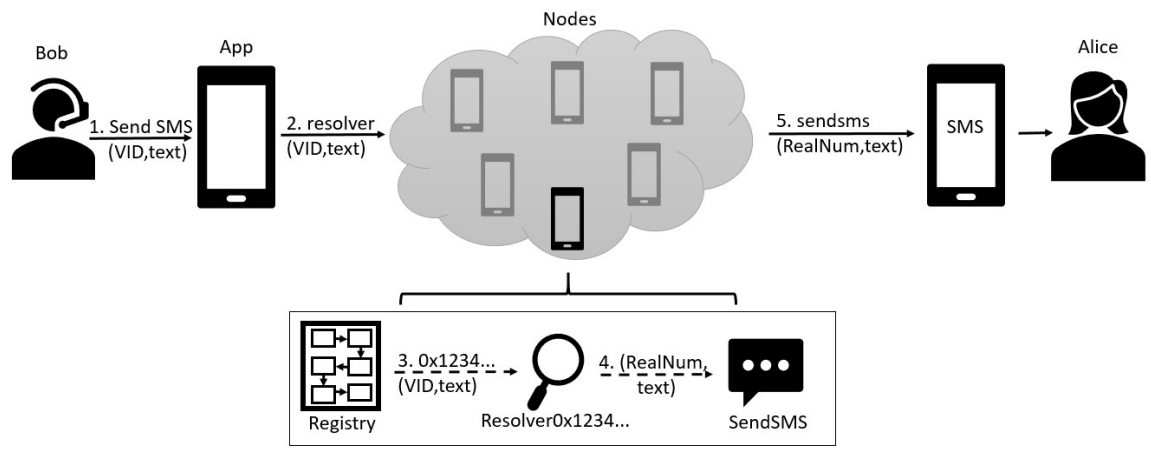 Nodes
Bob
App
Alice
1. Send SMS
(VID,text)
2. resolver
(VID,text)
5. sendsms
(RealNum,text)
SMS
3. 0x1234...
(VID,text)
4. (RealNum,
text)
Registry
Resolver0x1234...
SendSMS